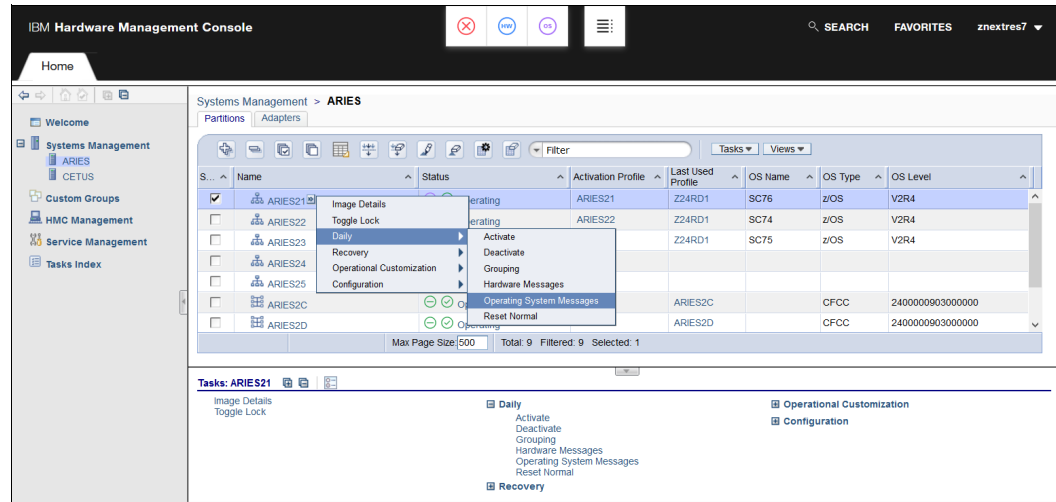 IBM Hardware Management Console
HW
OS
SEARCH
FAVORITES
znextres7
Home
Welcome
Systems Management
ARIES
CETUS
Custom Groups
HMC Management
Service Management
Tasks Index
Systems Management > ARIES
Partitions Adapters
Filter
Tasks Views
S... Name Status Activation Profile Last Used Profile OS Name OS Type OS Level
ARIES21 erating ARIES21 Z24RD1 SC76 z/OS V2R4
ARIES22 erating ARIES22 Z24RD1 SC74 z/OS V2R4
ARIES23 Z24RD1 SC75 z/OS V2R4
ARIES24
ARIES25
ARIES2C ARIES2C CFCC 2400000903000000
ARIES2D Operating ARIES2D CFCC 2400000903000000
Image Details
Toggle Lock
Daily
Recovery
Operational Customization
Configuration
Activate
Deactivate
Grouping
Hardware Messages
Operating System Messages
Reset Normal
Max Page Size: 500 Total: 9 Filtered: 9 Selected: 1
Tasks: ARIES21
Image Details
Toggle Lock
Daily
Activate
Deactivate
Grouping
Hardware Messages
Operating System Messages
Reset Normal
Recovery
Operational Customization
Configuration